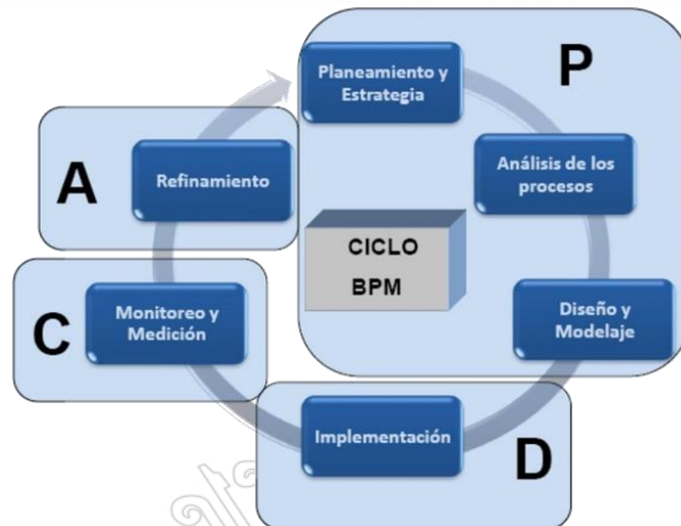 Planeamiento y
Estrategia
P
Análisis de los
procesos
Diseño y
Modelaje
Implementación
D
Monitoreo y
Medición
C
Refinamiento
A
CICLO
BPM